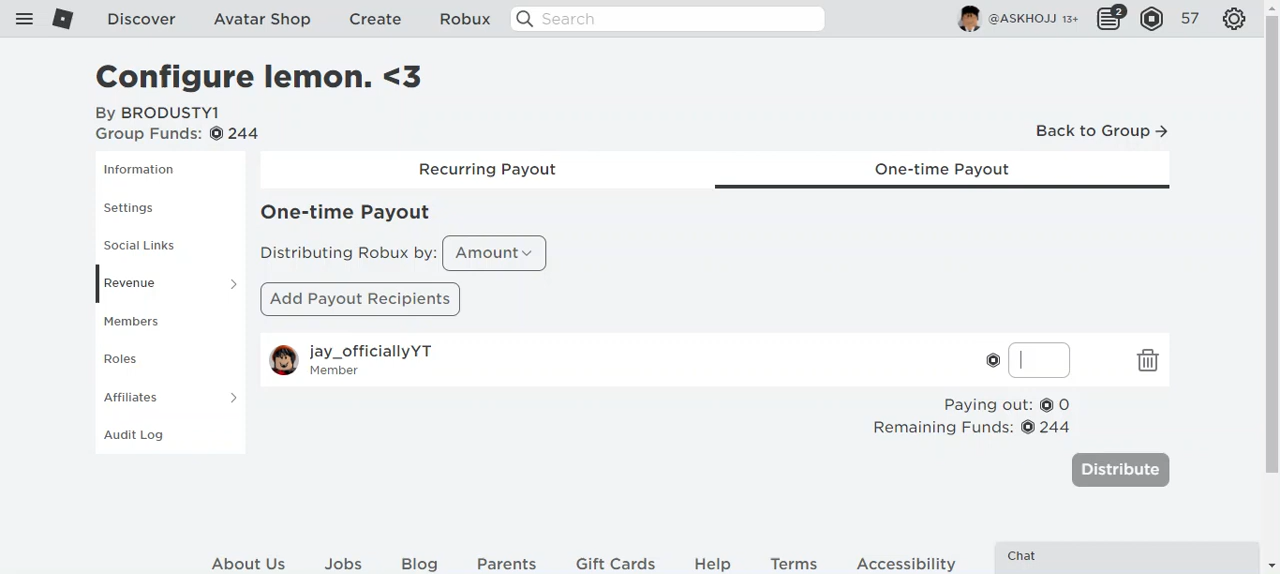 Discover Avatar Shop Create Robux Search @ASKHOJJ 13+ 2 57
Configure lemon. <3
By BRODUSTY1
Group Funds: 244
Back to Group →
Information
Settings
Social Links
Revenue
Members
Roles
Affiliates
Audit Log
Recurring Payout One-time Payout
One-time Payout
Distributing Robux by: Amount
Add Payout Recipients
jay_officiallyYT
Member
Paying out: 0
Remaining Funds: 244
Distribute
About Us Jobs Blog Parents Gift Cards Help Terms Accessibility
Chat